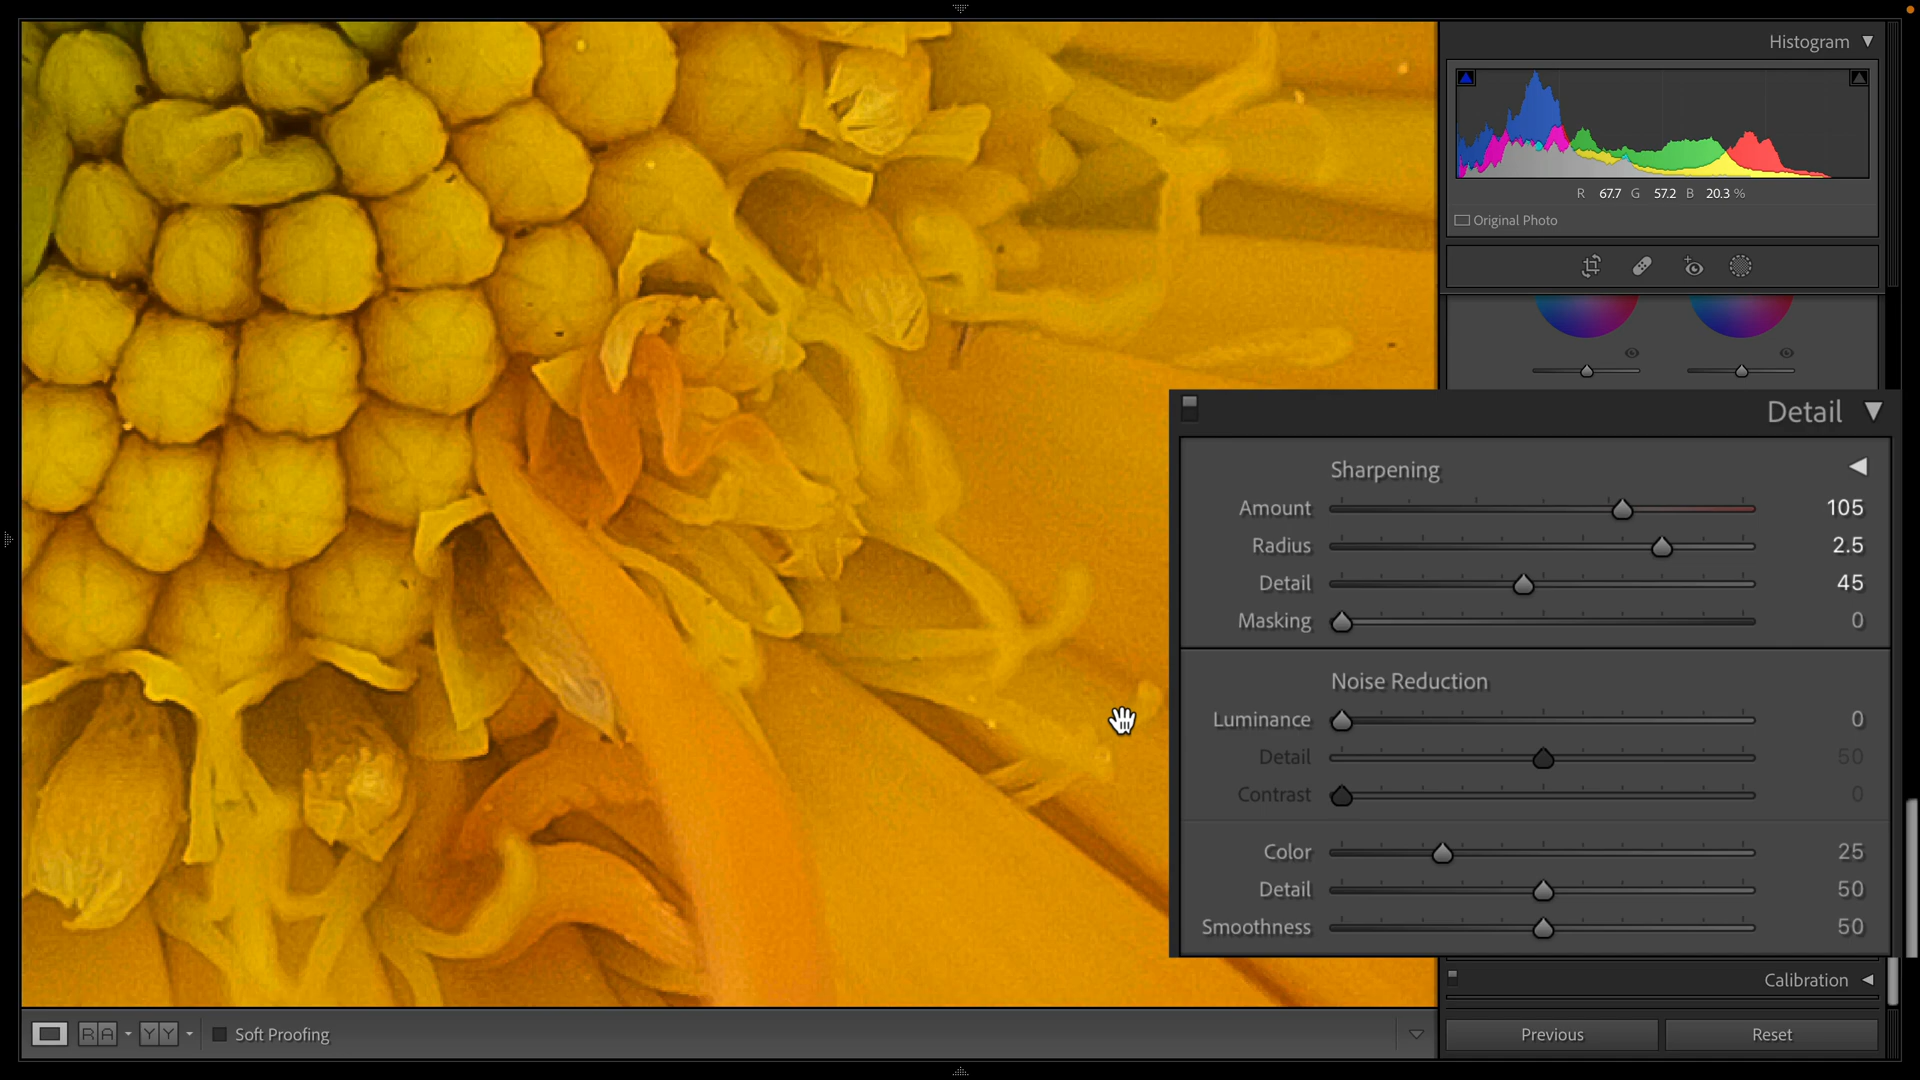 Histogram
R 67.7 G 57.2 B 20.3 %
Original Photo
Detail
Sharpening
Amount 105
Radius 2.5
Detail 45
Masking 0
Noise Reduction
Luminance 0
Detail 50
Contrast 0
Color 25
Detail 50
Smoothness 50
Calibration
R A Y Y Soft Proofing
Previous Reset